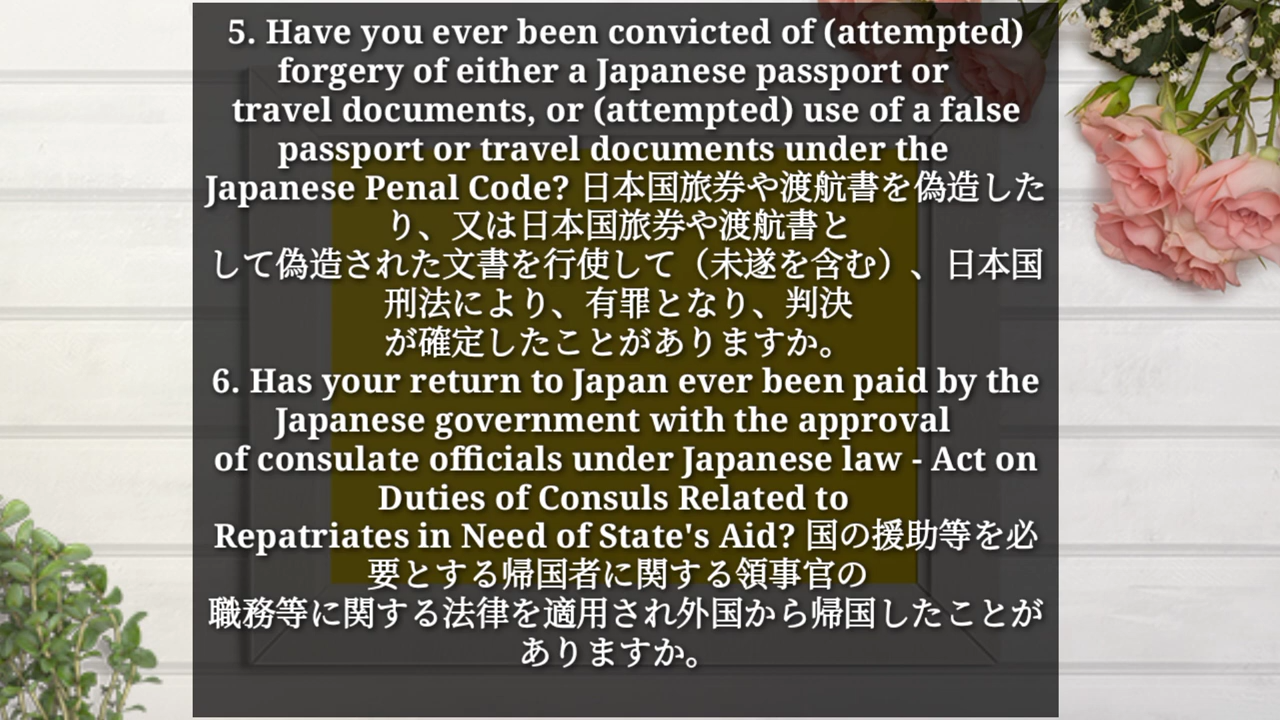 5. Have you ever been convicted of (attempted)
forgery of either a Japanese passport or
travel documents, or (attempted) use of a false
passport or travel documents under the
Japanese Penal Code? 日本国旅券や渡航書を偽造した
り、又は日本国旅券や渡航書と
して偽造された文書を行使して（未遂を含む）、日本国
刑法により、有罪となり、判決
が確定したことがありますか。
6. Has your return to Japan ever been paid by the
Japanese government with the approval
of consulate officials under Japanese law - Act on
Duties of Consuls Related to
Repatriates in Need of State's Aid? 国の援助等を必
要とする帰国者に関する領事官の
職務等に関する法律を適用され外国から帰国したことが
ありますか。